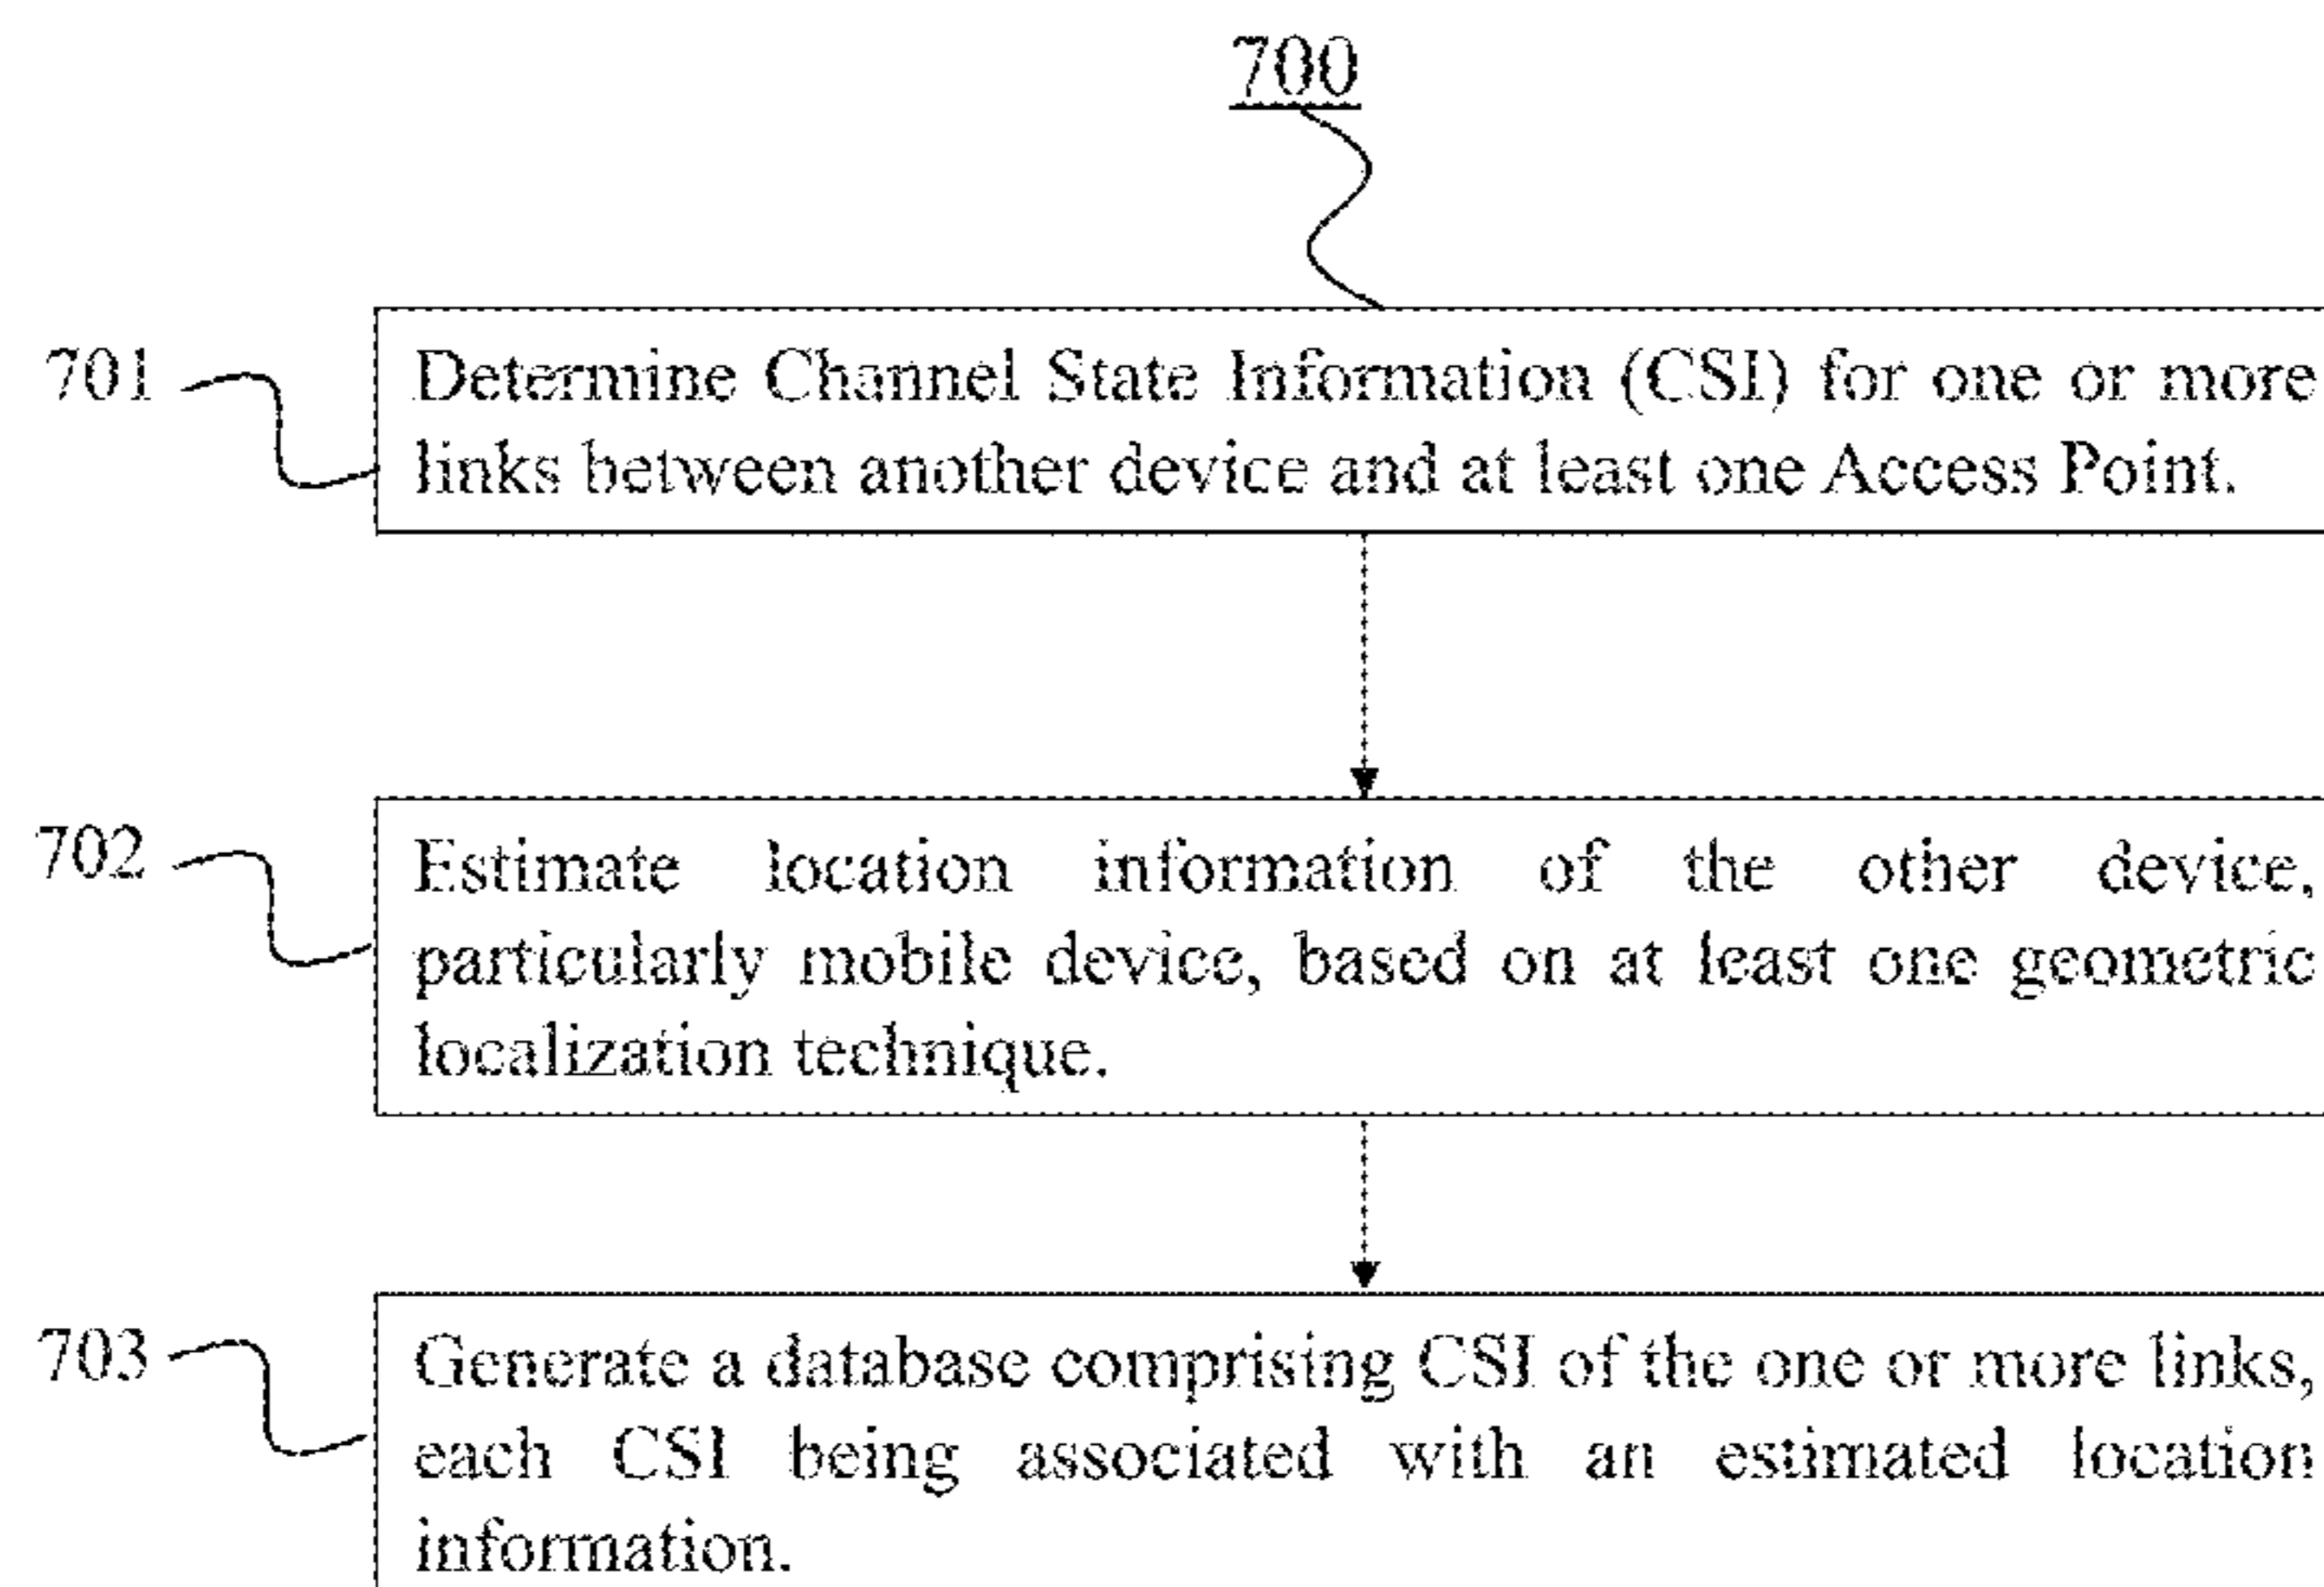 700
701
Determine Channel State Information (CSI) for one or more
links between another device and at least one Access Point.
702
Estimate location information of the other device,
particularly mobile device, based on at least one geometric
localization technique.
703
Generate a database comprising CSI of the one or more links,
each CSI being associated with an estimated location
information.